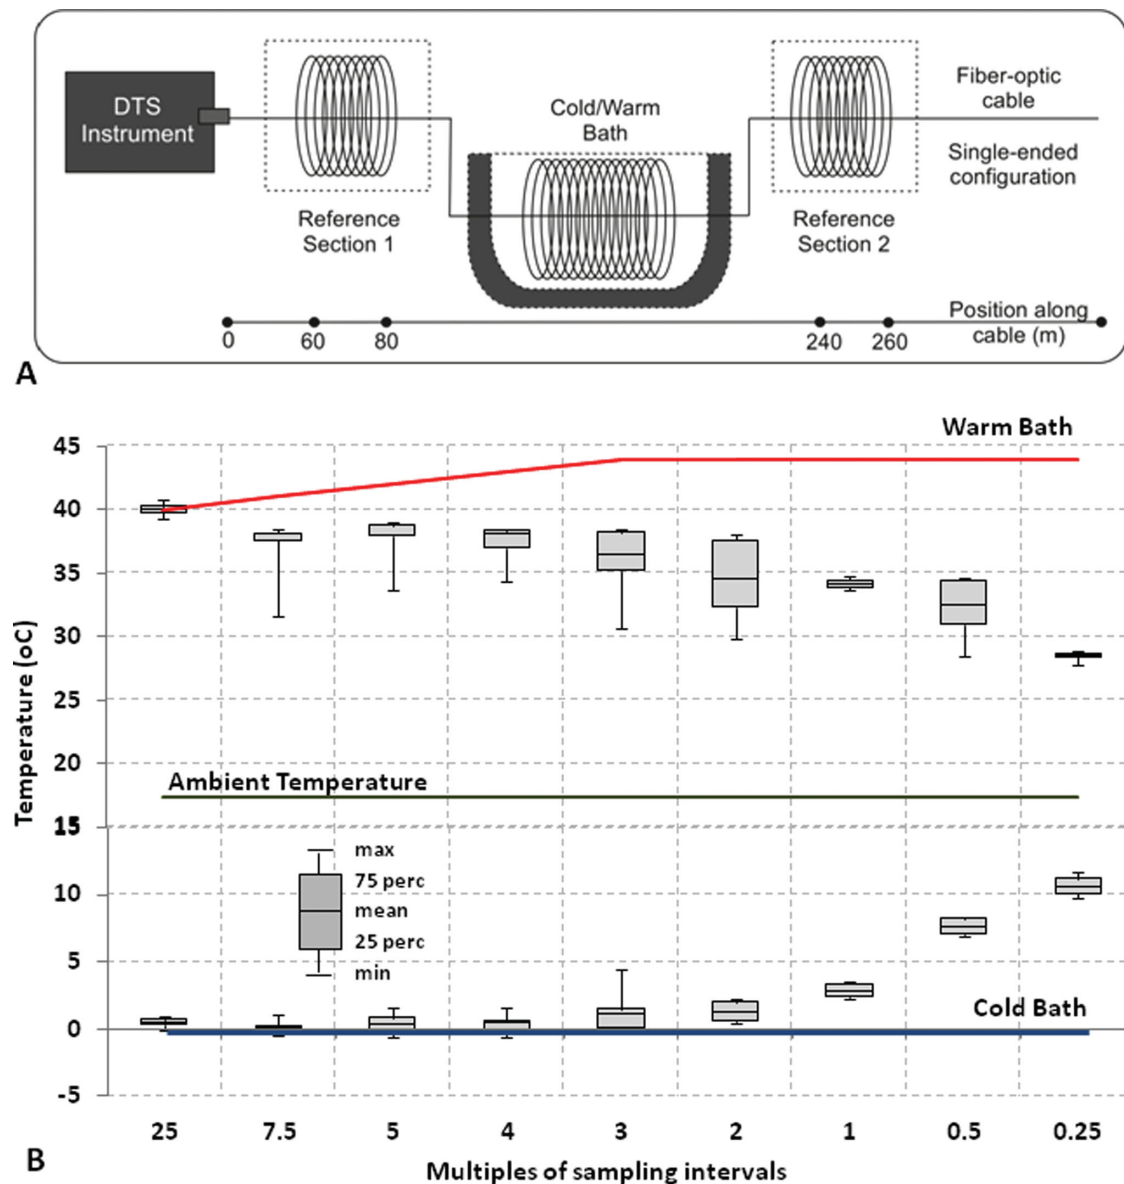 DTS
Instrument
Reference
Section 1
Cold/Warm
Bath
Reference
Section 2
Fiber-optic
cable
Single-ended
configuration
0
60
80
240
260
Position along
cable (m)
A
Warm Bath
45
40
35
30
25
20
15
10
5
0
-5
Temperature (oC)
Ambient Temperature
max
75 perc
mean
25 perc
min
Cold Bath
25
7.5
5
4
3
2
1
0.5
0.25
Multiples of sampling intervals
B